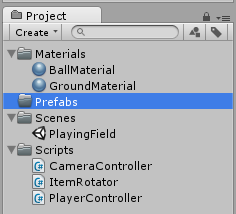 Project
Create
Materials
BallMaterial
GroundMaterial
Prefabs
Scenes
PlayingField
Scripts
CameraController
ItemRotator
PlayerController